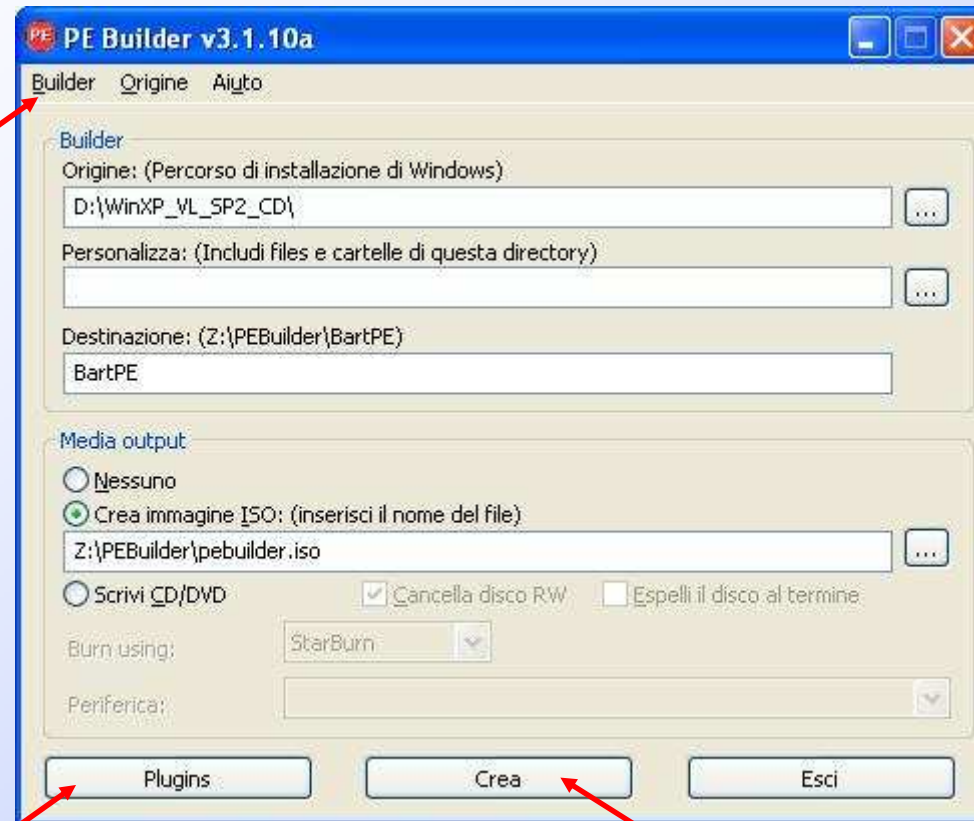 PE Builder v3.1.10a
Builder Origine Aiuto
Builder
Origine: (Percorso di installazione di Windows)
D:\WinXP_VL_SP2_CD\
...
Personalizza: (Includi files e cartelle di questa directory)
...
Destinazione: (Z:\PEBuilder\BartPE)
BartPE
Media output
Nessuno
Crea immagine ISO: (inserisci il nome del file)
Z:\PEBuilder\pebuilder.iso
...
Scrivi CD/DVD Cancella disco RW Espelli il disco al termine
Burn using: StarBurn
Periferica:
Plugins Crea Esci